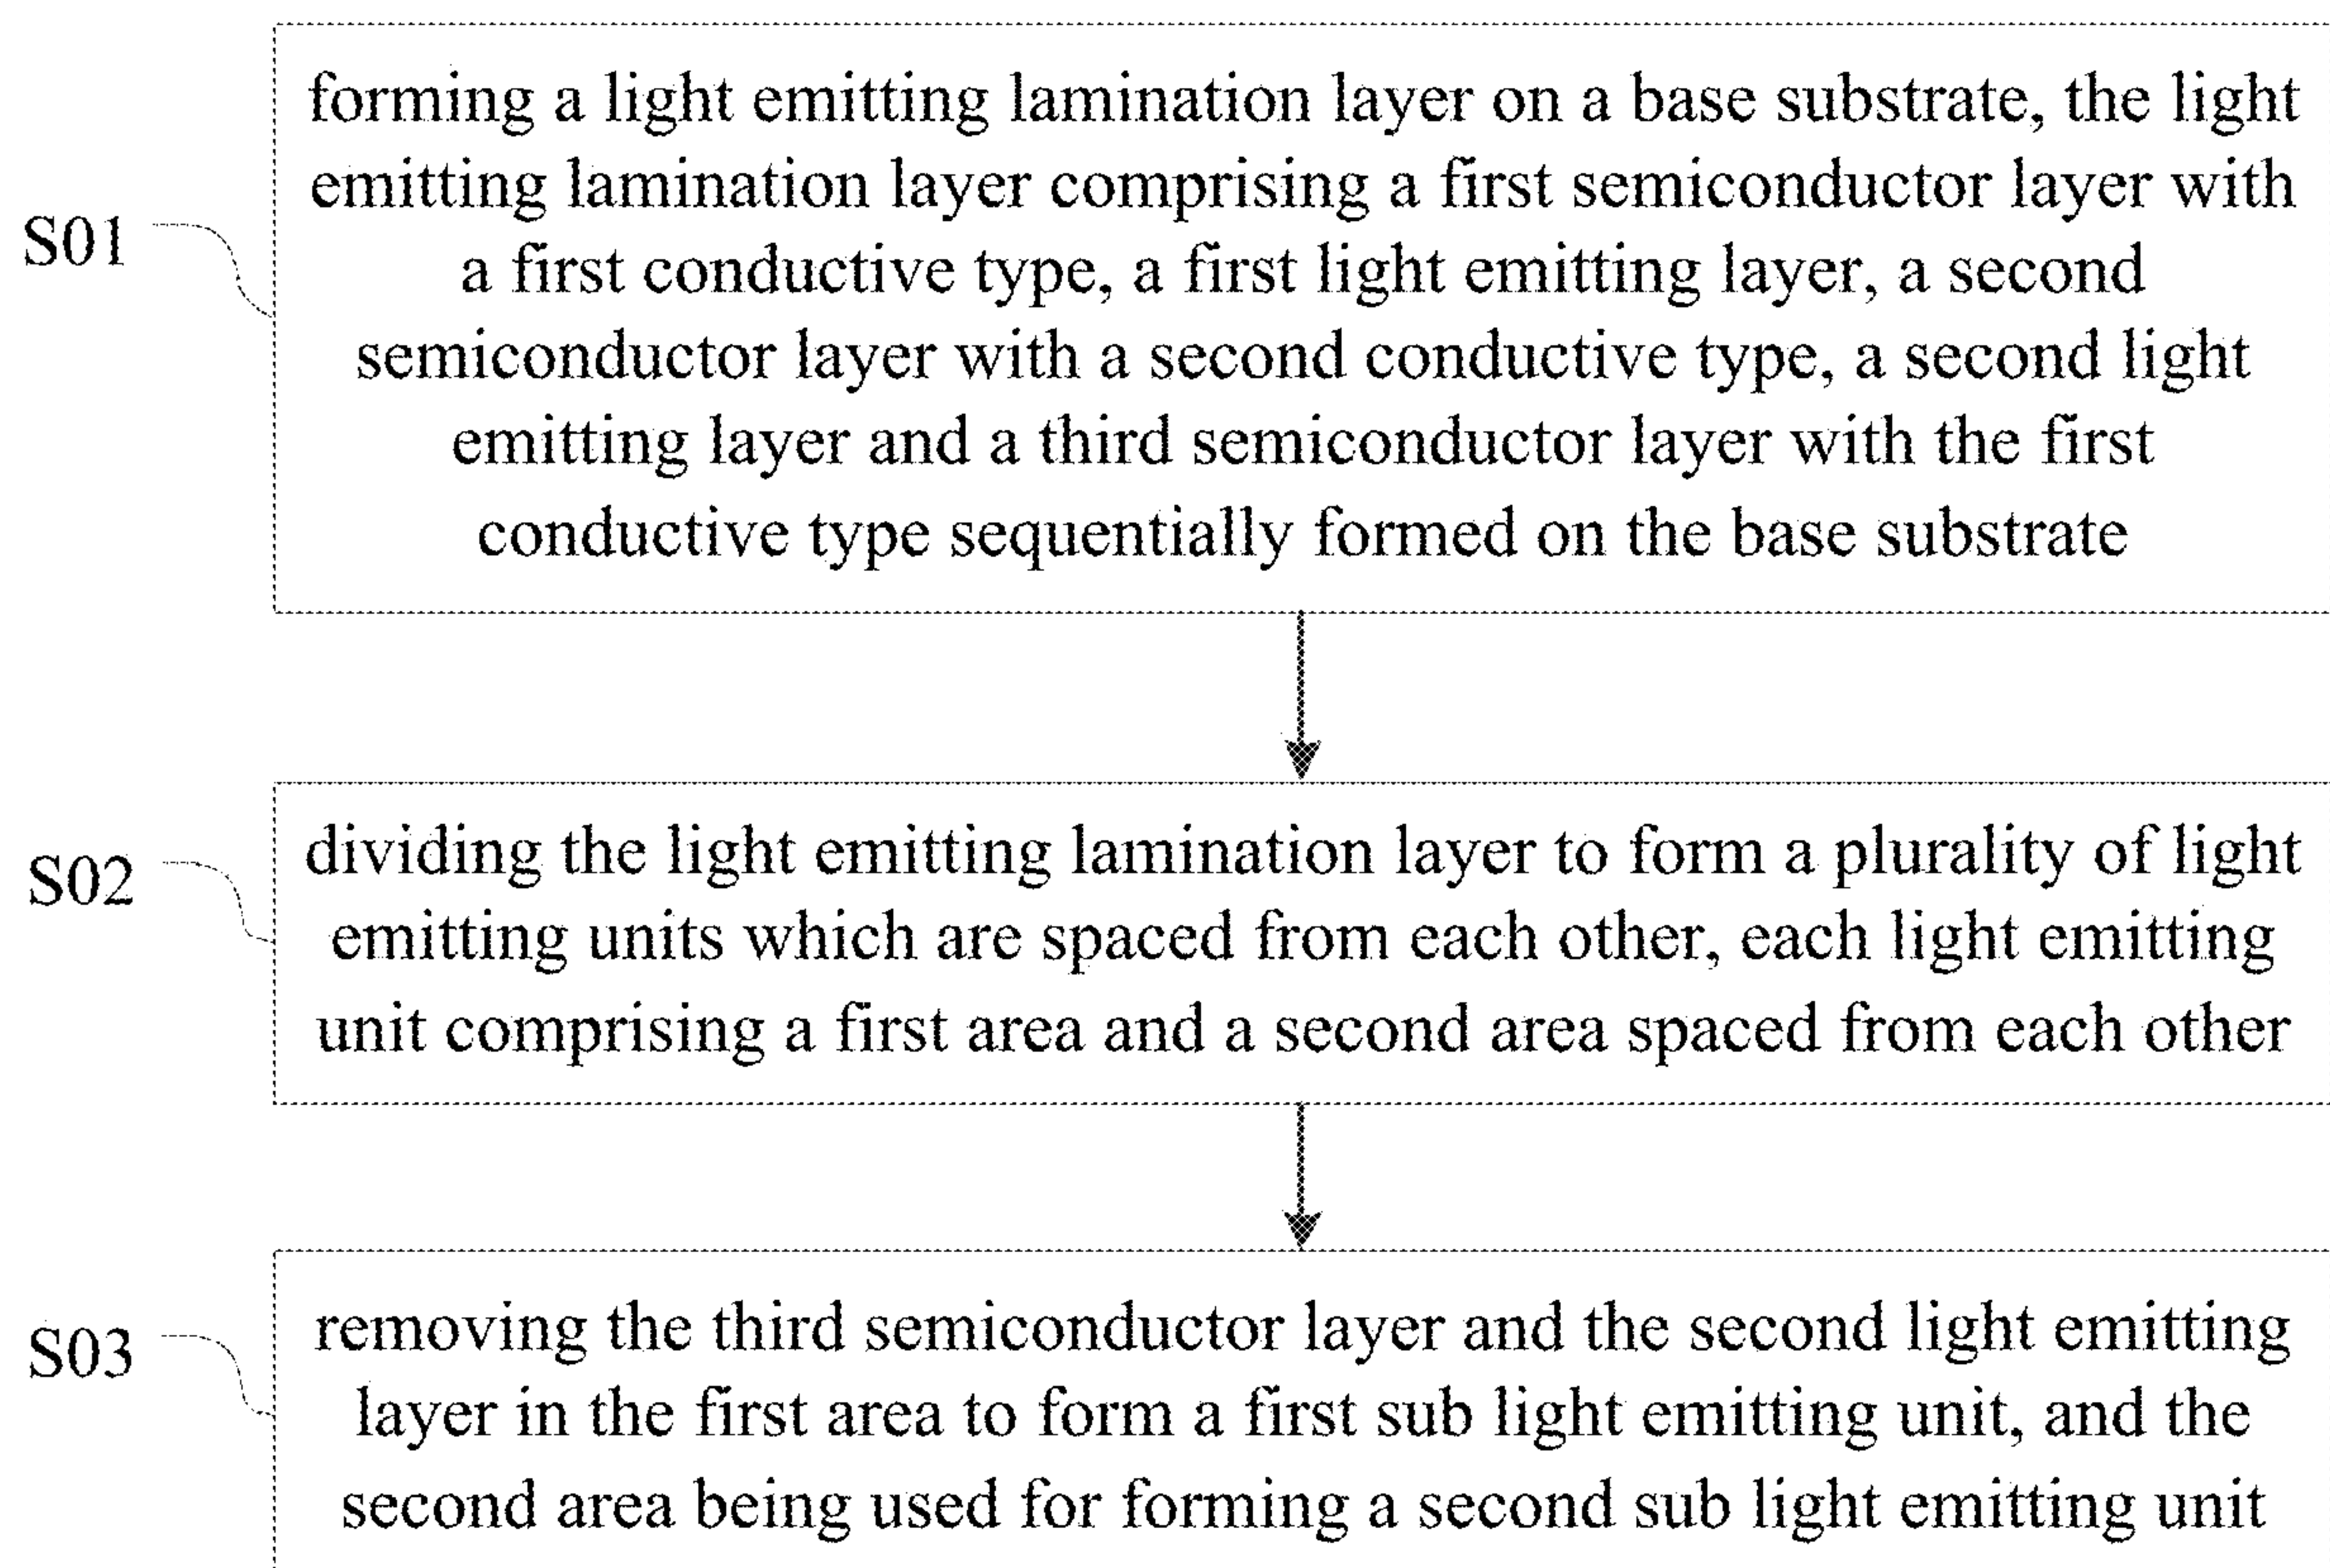 forming a light emitting lamination layer on a base substrate, the light
emitting lamination layer comprising a first semiconductor layer with
S01
a first conductive type, a first light emitting layer, a second
semiconductor layer with a second conductive type, a second light
emitting layer and a third semiconductor layer with the first
conductive type sequentially formed on the base substrate
dividing the light emitting lamination layer to form a plurality of light
S02
emitting units which are spaced from each other, each light emitting
unit comprising a first area and a second area spaced from each other
removing the third semiconductor layer and the second light emitting
S03
layer in the first area to form a first sub light emitting unit, and the
second area being used for forming a second sub light emitting unit